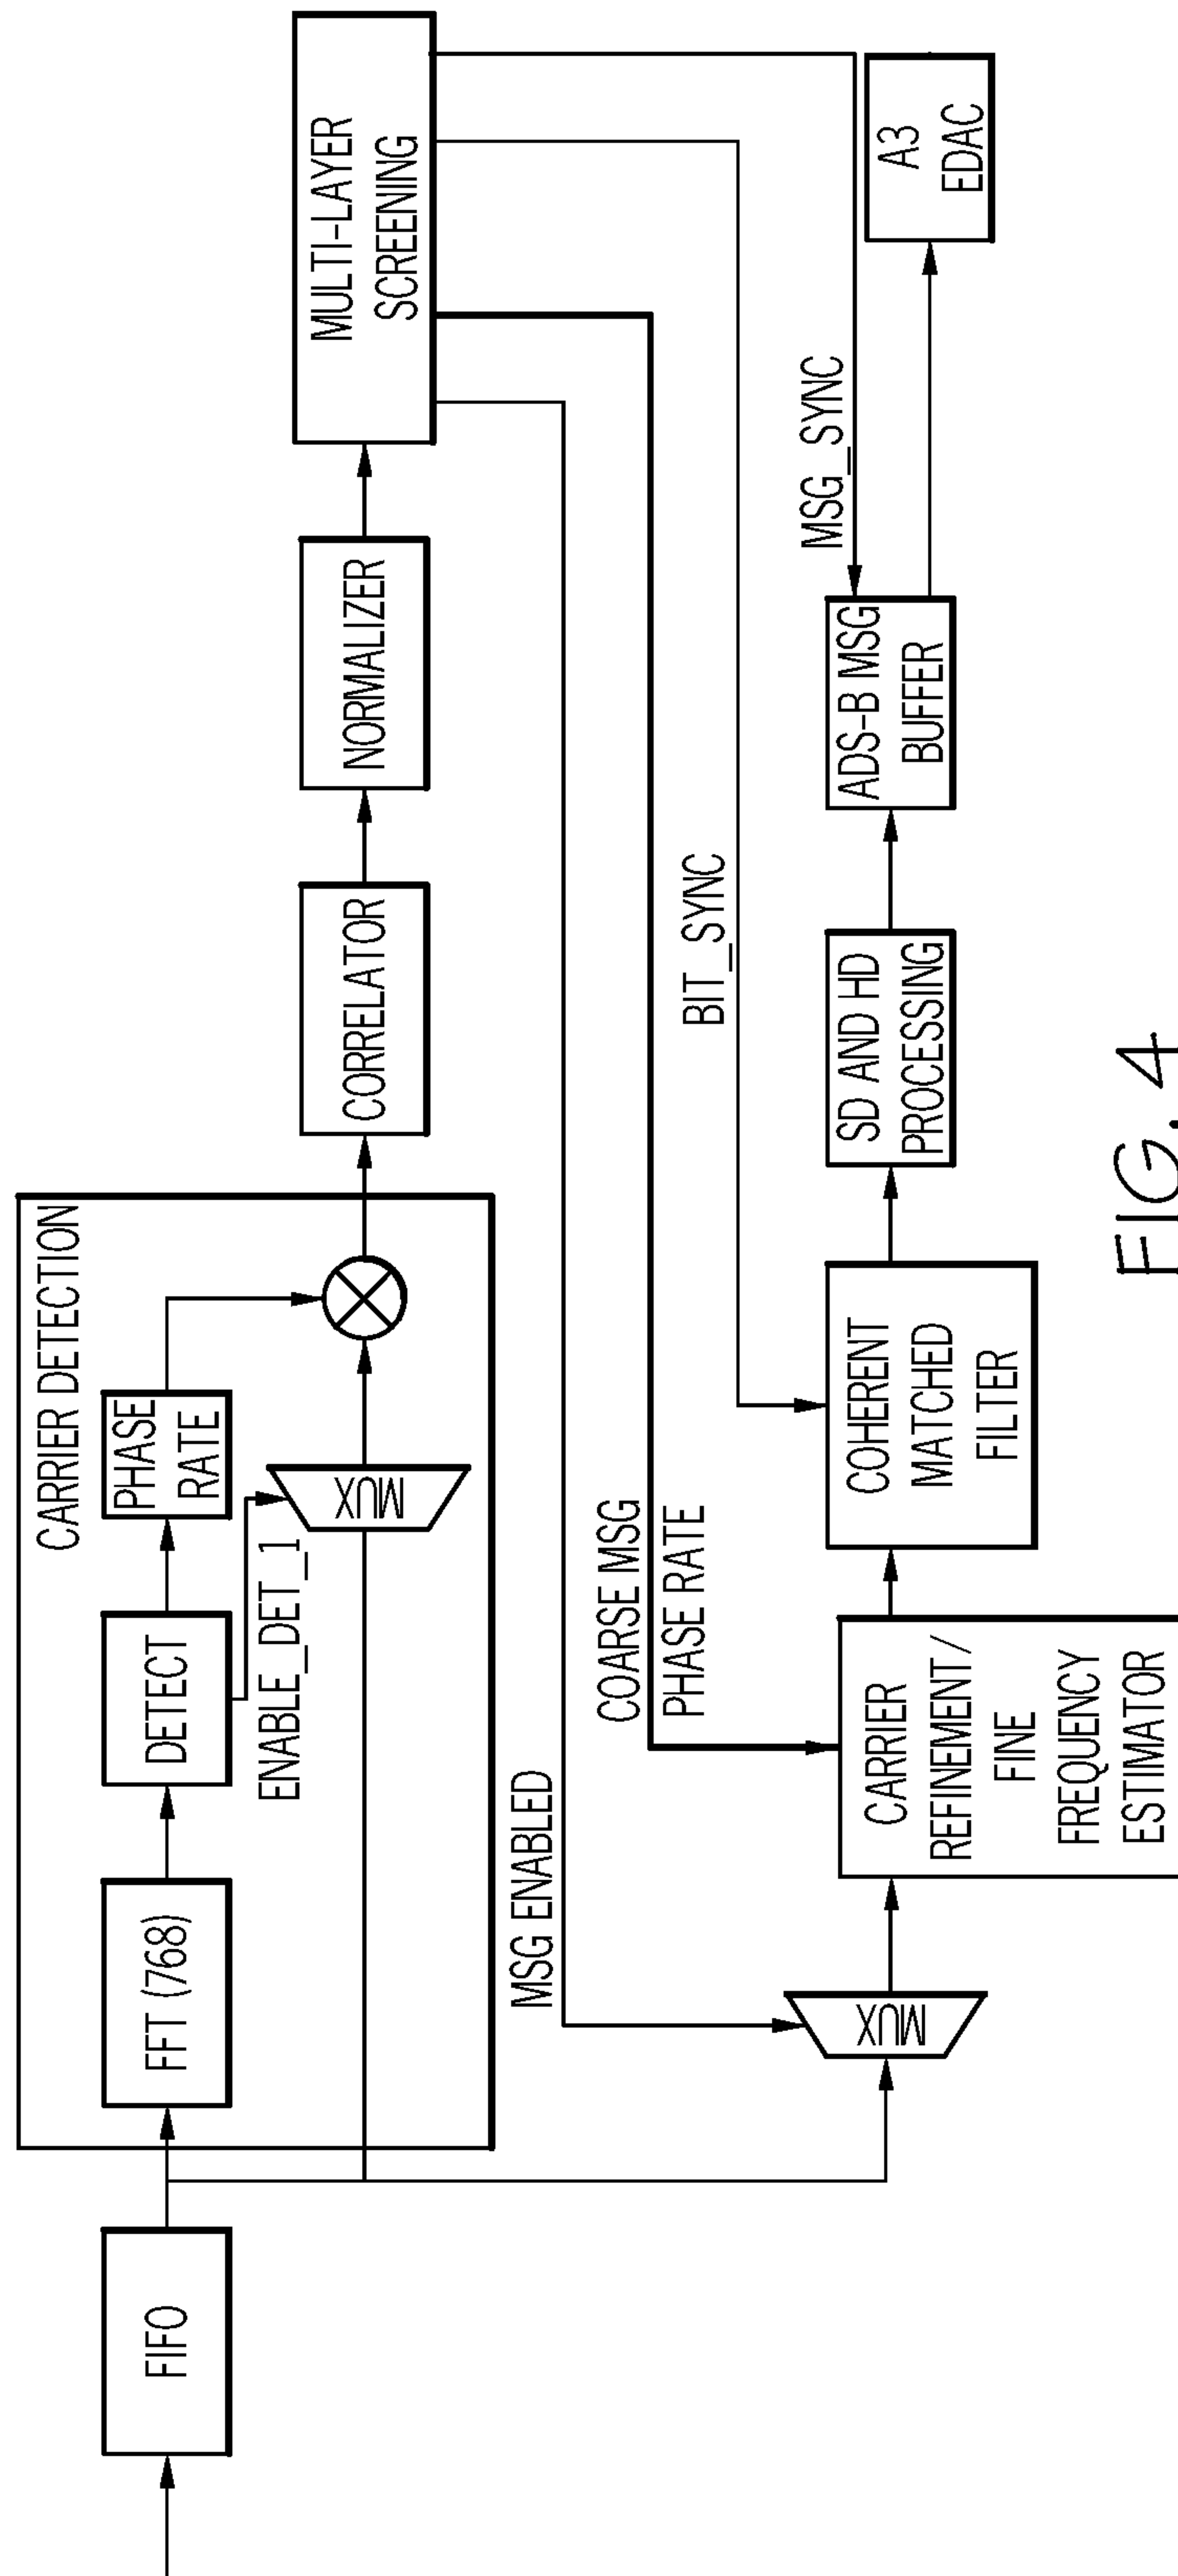 CARRIER DETECTION
FIFO
FFT (768)
DETECT
PHASE
RATE
ENABLE_DET_1
MUX
CORRELATOR
NORMALIZER
MULTI-LAYER
SCREENING
MSG ENABLED
COARSE MSG
PHASE RATE
BIT_SYNC
MSG_SYNC
MUX
CARRIER
REFINEMENT/
FINE
FREQUENCY
ESTIMATOR
COHERENT
MATCHED
FILTER
SD AND HD
PROCESSING
ADS-B MSG
BUFFER
A3
EDAC
FIG. 4